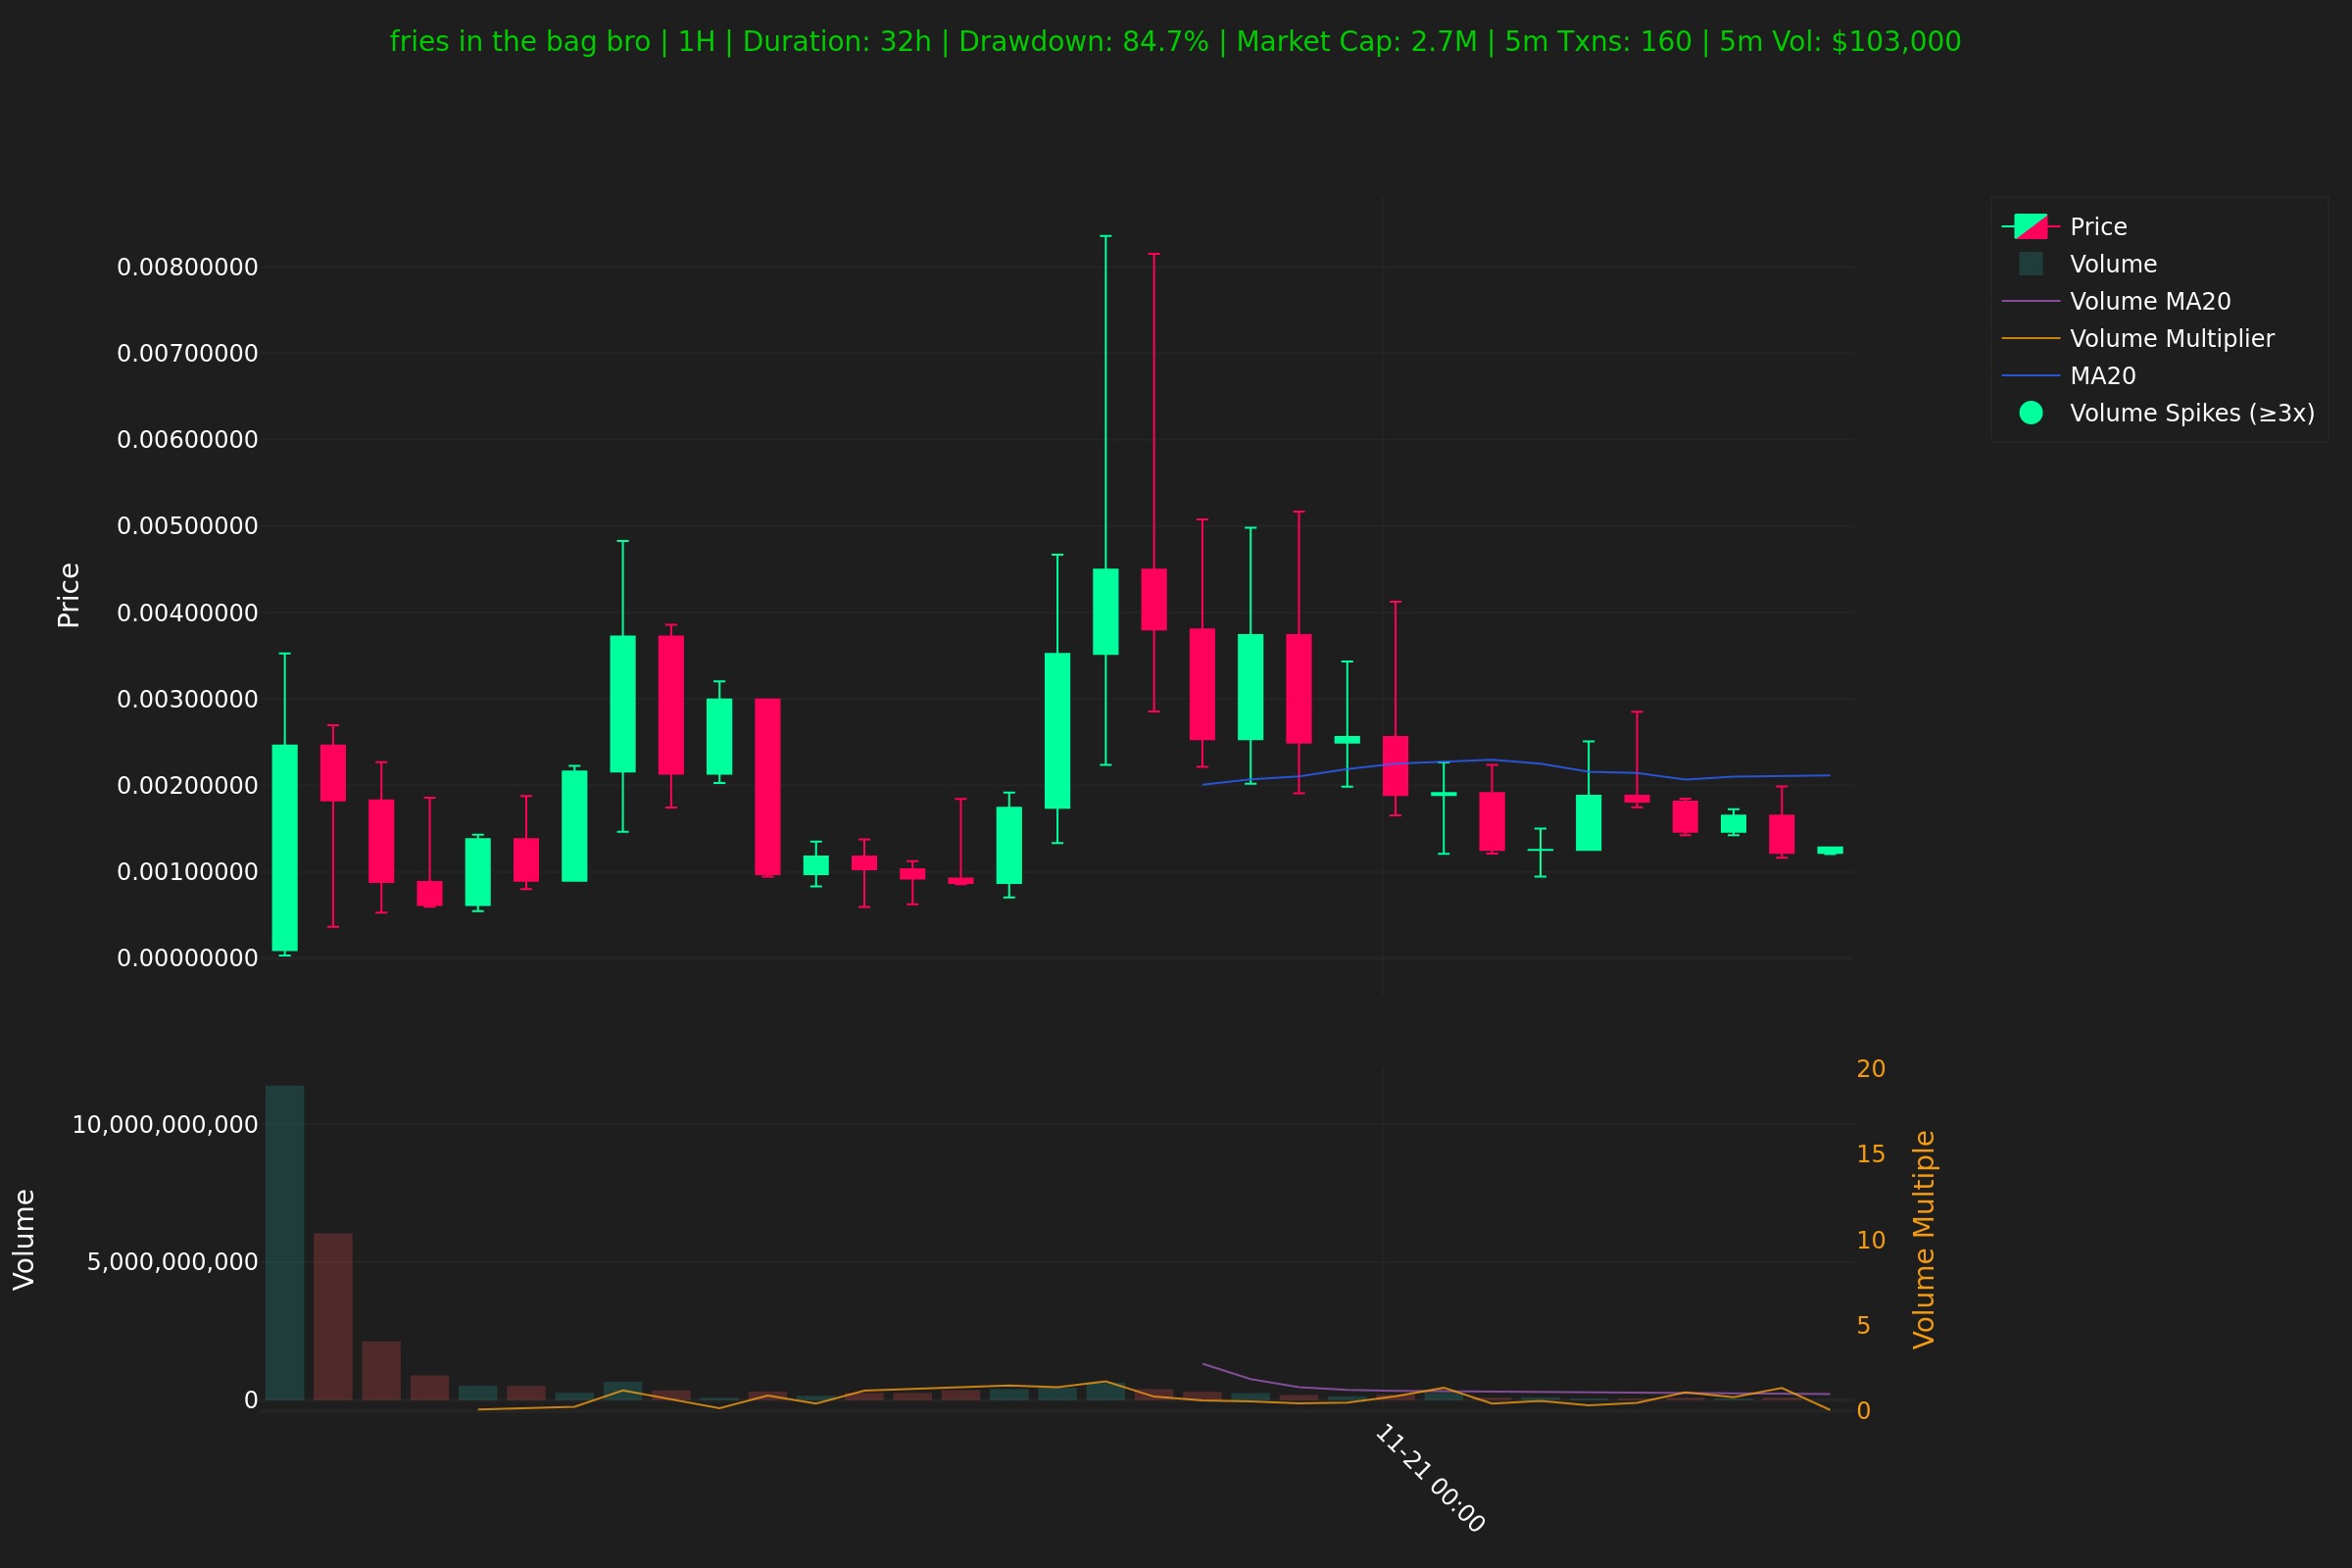 fries in the bag bro | 1H | Duration: 32h | Drawdown: 84.7% | Market Cap: 2.7M | 5m Txns: 160 | 5m Vol: $103,000
Price
Volume
Volume MA20
Volume Multiplier
MA20
Volume Spikes (≥3x)
Price
0.00800000
0.00700000
0.00600000
0.00500000
0.00400000
0.00300000
0.00200000
0.00100000
0.00000000
Volume
10,000,000,000
5,000,000,000
0
20
15
10
5
0
Volume Multiple
11-21 00:00